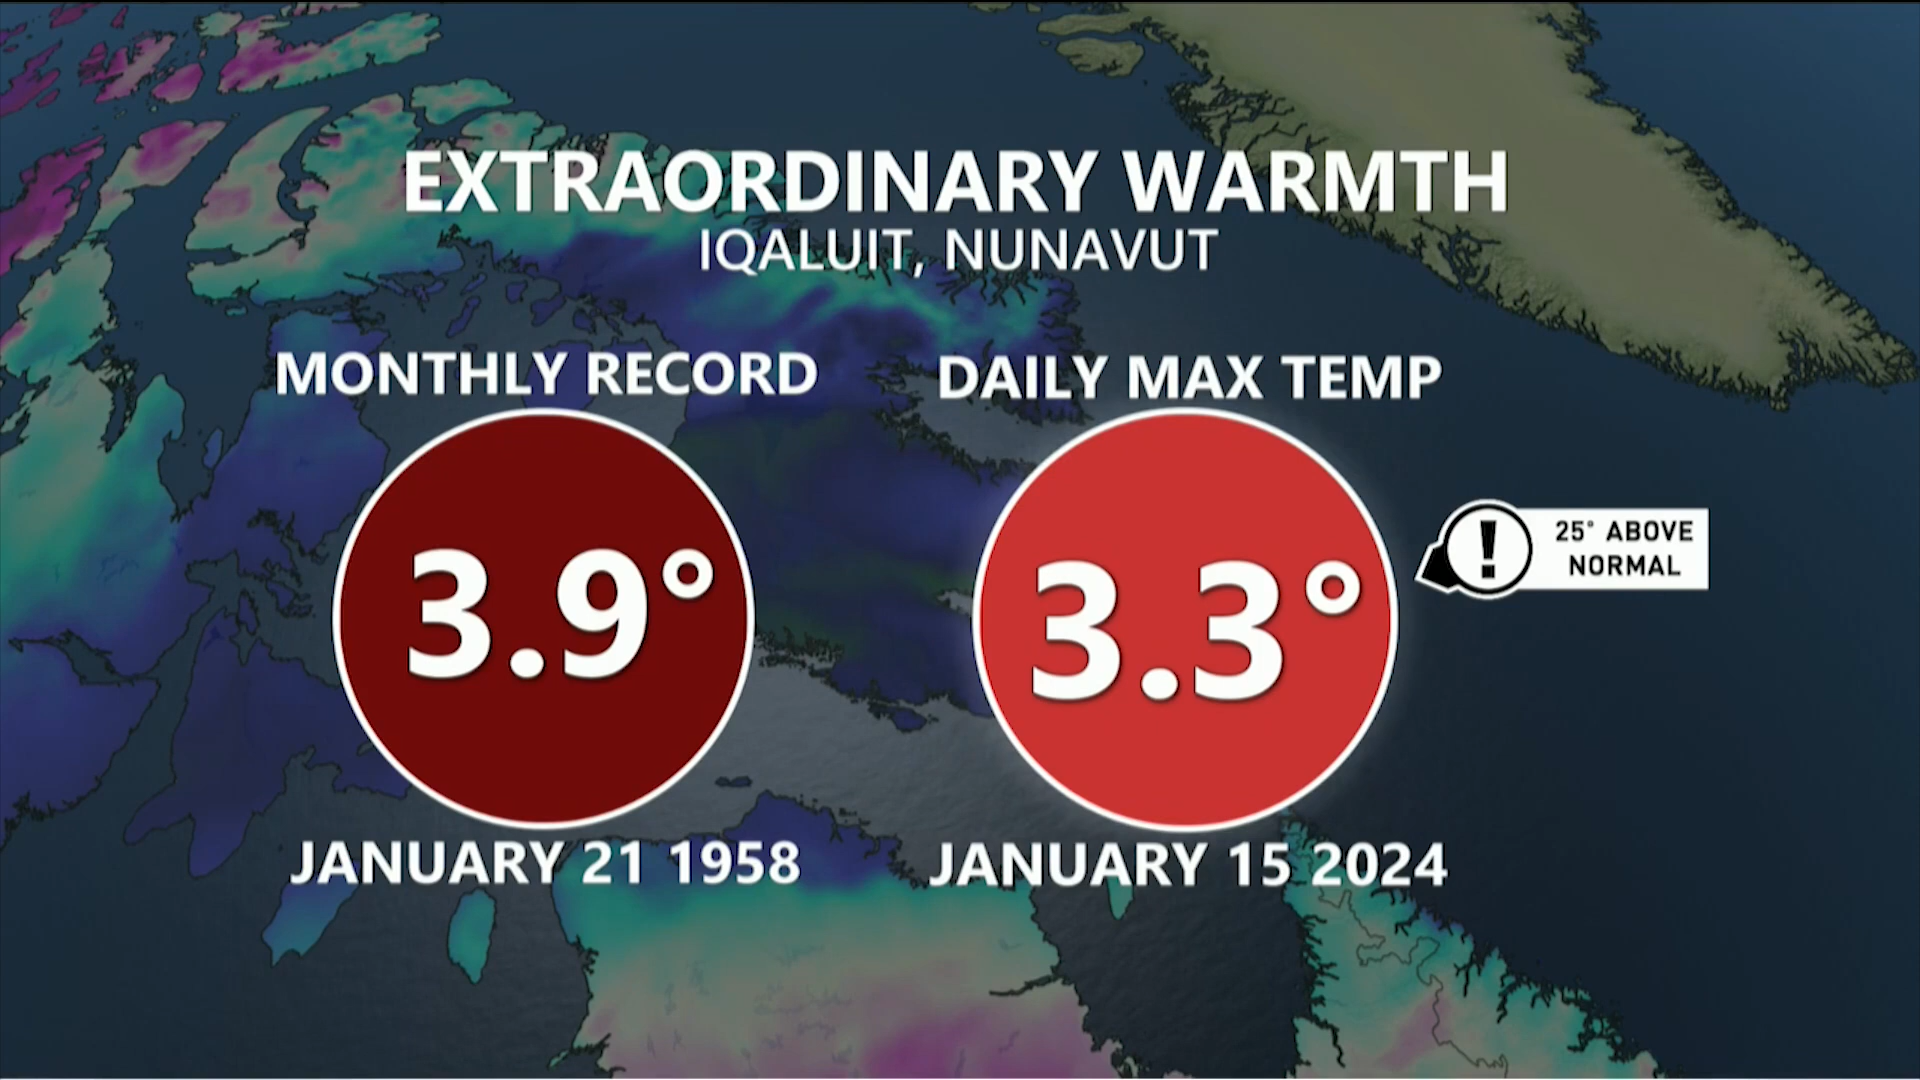 EXTRAORDINARY WARMTH
IQALUIT, NUNAVUT
MONTHLY RECORD
3.9°
JANUARY 21 1958
DAILY MAX TEMP
3.3°
JANUARY 15 2024
25° ABOVE
NORMAL